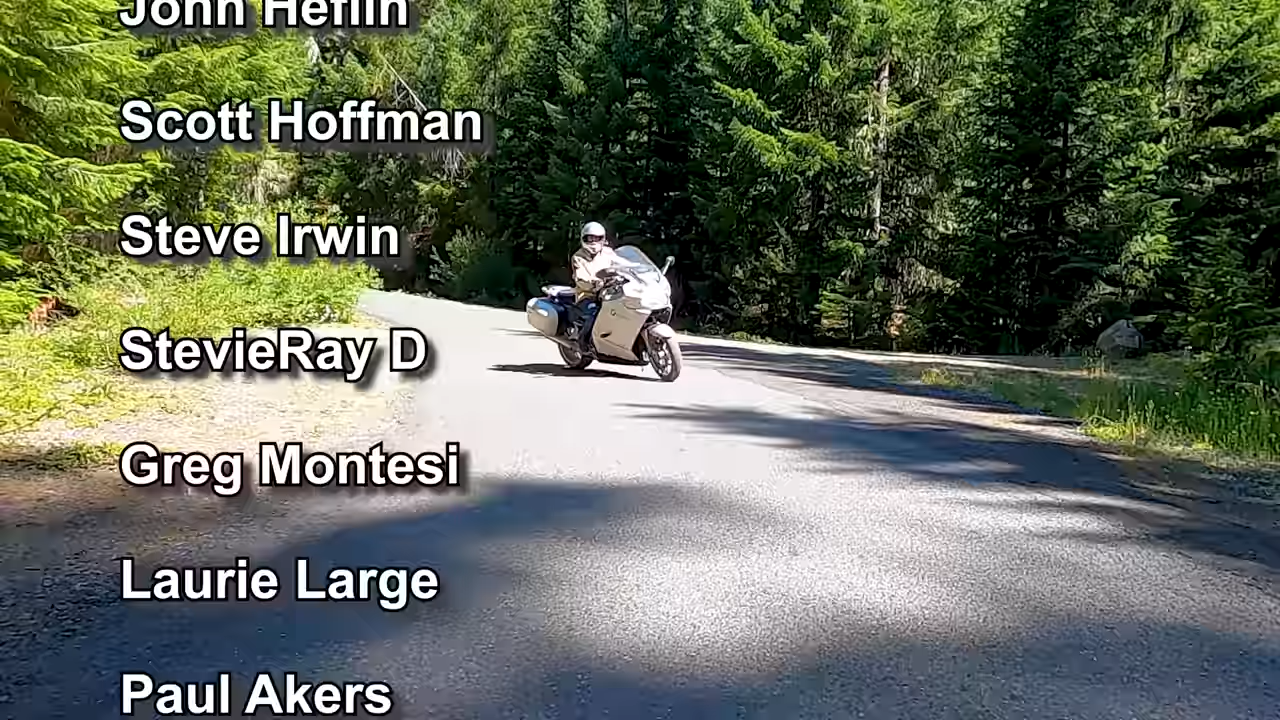 John Heflin
Scott Hoffman
Steve Irwin
StevieRay D
Greg Montesi
Laurie Large
Paul Akers